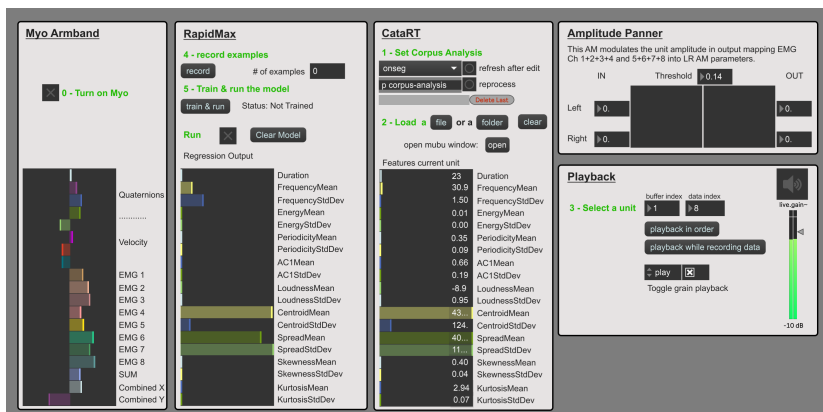 Myo Armband
0 - Turn on Myo
Quaternions
............
Velocity
EMG 1
EMG 2
EMG 3
EMG 4
EMG 5
EMG 6
EMG 7
EMG 8
SUM
Combined X
Combined Y
RapidMax
4 - record examples
record
# of examples
0
5 - Train & run the model
train & run
Status: Not Trained
Run
Clear Model
Regression Output
Duration
FrequencyMean
FrequencyStdDev
EnergyMean
EnergyStdDev
PeriodicityMean
PeriodicityStdDev
AC1Mean
AC1StdDev
LoudnessMean
LoudnessStdDev
CentroidMean
CentroidStdDev
SpreadMean
SpreadStdDev
SkewnessMean
SkewnessStdDev
KurtosisMean
KurtosisStdDev
CataRT
1 - Set Corpus Analysis
onseg
refresh after edit
p corpus-analysis
reprocess
Delete Last
2 - Load a file or a folder clear
open mubu window: open
Features current unit
23 Duration
30.9 FrequencyMean
1.50 FrequencyStdDev
0.01 EnergyMean
0.00 EnergyStdDev
0.35 PeriodicityMean
0.09 PeriodicityStdDev
0.66 AC1Mean
0.19 AC1StdDev
-8.9 LoudnessMean
0.95 LoudnessStdDev
43... CentroidMean
124. CentroidStdDev
40... SpreadMean
11... SpreadStdDev
0.40 SkewnessMean
0.04 SkewnessStdDev
2.94 KurtosisMean
0.07 KurtosisStdDev
Amplitude Panner
This AM modulates the unit amplitude in output mapping EMG
Ch 1+2+3+4 and 5+6+7+8 into LR AM parameters.
IN
Threshold
0.14
OUT
Left
0.
0.
Right
0.
0.
Playback
3 - Select a unit
buffer index
data index
1
8
playback in order
playback while recording data
play
Toggle grain playback
live.gain~
-10 dB